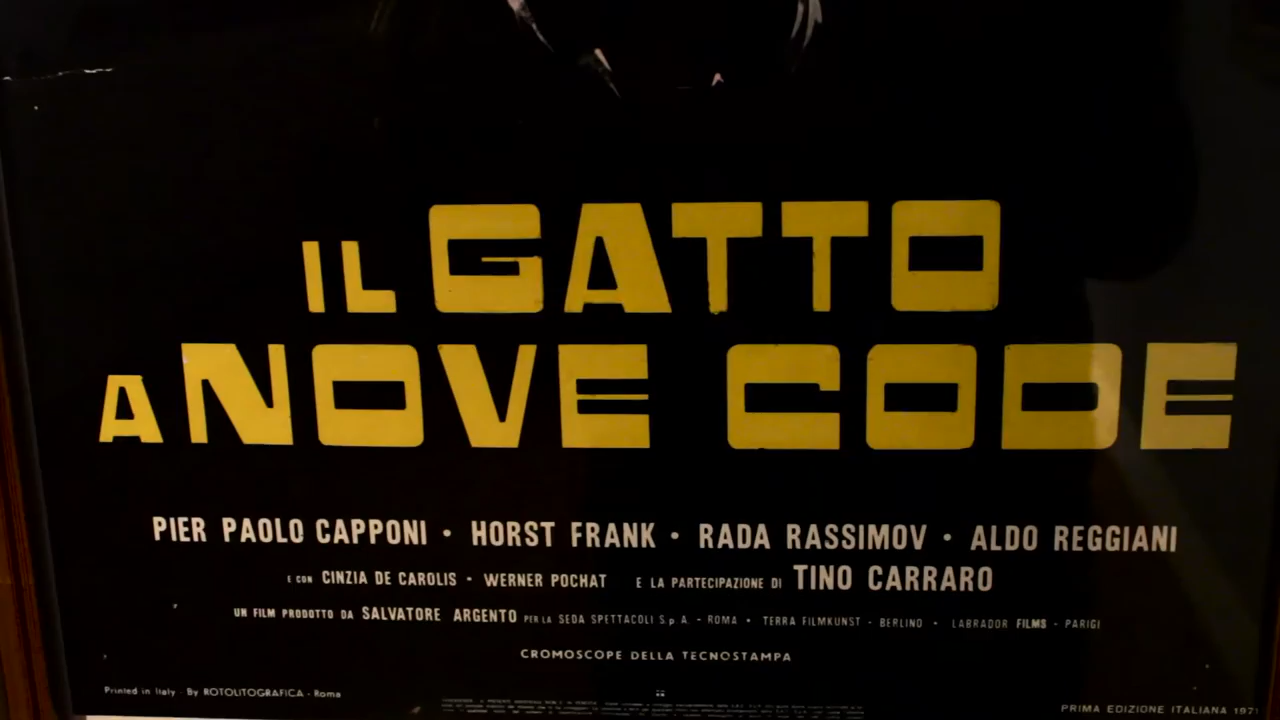 IL GATTO
A NOVE CODE
PIER PAOLO CAPPONI • HORST FRANK • RADA RASSIMOV • ALDO REGGIANI
E CON CINZIA DE CAROLIS - WERNER POCHAT E LA PARTECIPAZIONE DI TINO CARRARO
UN FILM PRODOTTO DA SALVATORE ARGENTO PER LA SEDA SPETTACOLI S.p A. - ROMA • TERRA FILMKUNST - BERLINO • LABRADOR FILMS - PARIGI
CROMOSCOPE DELLA TECNOSTAMPA
Printed in Italy - By ROTOLITOGRAFICA - Roma
PRIMA EDIZIONE ITALIANA 1971